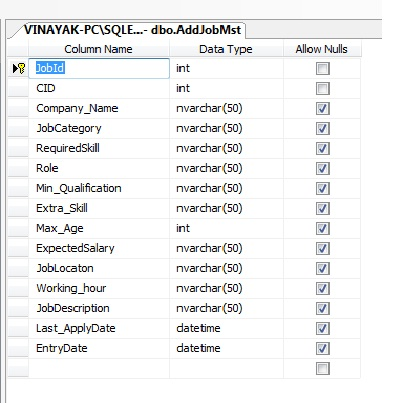 VINAYAK-PC\SQLE...- dbo.AddJobMst
Column Name Data Type Allow Nulls
JobId int
CID int
Company_Name nvarchar(50)
JobCategory nvarchar(50)
RequiredSkill nvarchar(50)
Role nvarchar(50)
Min_Qualification nvarchar(50)
Extra_Skill nvarchar(50)
Max_Age int
ExpectedSalary nvarchar(50)
JobLocaton nvarchar(50)
Working_hour nvarchar(50)
JobDescription nvarchar(50)
Last_ApplyDate datetime
EntryDate datetime